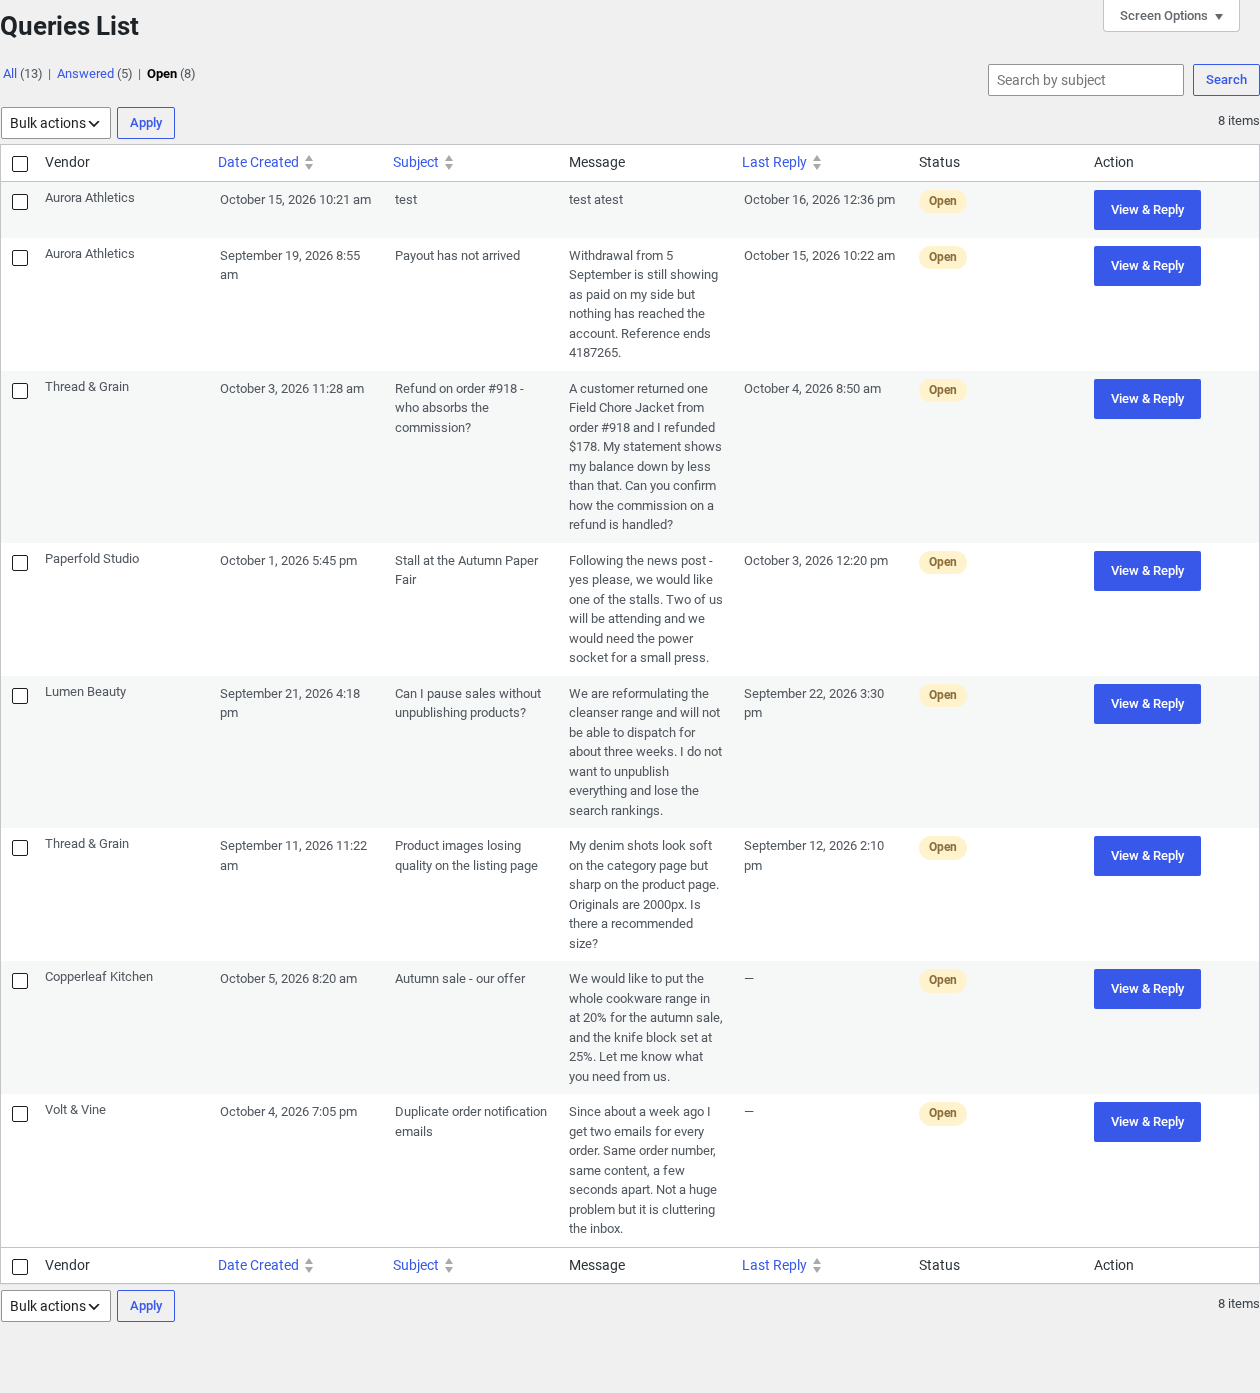 Queries List
Screen Options
All (13) | Answered (5) | Open (8)
Search by subject
Search
Bulk actions
Apply
8 items
Vendor Date Created Subject Message Last Reply Status Action
Aurora Athletics
October 15, 2026 10:21 am
test
test atest
October 16, 2026 12:36 pm
Open
View & Reply
Aurora Athletics
September 19, 2026 8:55
am
Payout has not arrived
Withdrawal from 5
September is still showing
as paid on my side but
nothing has reached the
account. Reference ends
4187265.
October 15, 2026 10:22 am
Open
View & Reply
Thread & Grain
October 3, 2026 11:28 am
Refund on order #918 -
who absorbs the
commission?
A customer returned one
Field Chore Jacket from
order #918 and I refunded
$178. My statement shows
my balance down by less
than that. Can you confirm
how the commission on a
refund is handled?
October 4, 2026 8:50 am
Open
View & Reply
Paperfold Studio
October 1, 2026 5:45 pm
Stall at the Autumn Paper
Fair
Following the news post -
yes please, we would like
one of the stalls. Two of us
will be attending and we
would need the power
socket for a small press.
October 3, 2026 12:20 pm
Open
View & Reply
Lumen Beauty
September 21, 2026 4:18
pm
Can I pause sales without
unpublishing products?
We are reformulating the
cleanser range and will not
be able to dispatch for
about three weeks. I do not
want to unpublish
everything and lose the
search rankings.
September 22, 2026 3:30
pm
Open
View & Reply
Thread & Grain
September 11, 2026 11:22
am
Product images losing
quality on the listing page
My denim shots look soft
on the category page but
sharp on the product page.
Originals are 2000px. Is
there a recommended
size?
September 12, 2026 2:10
pm
Open
View & Reply
Copperleaf Kitchen
October 5, 2026 8:20 am
Autumn sale - our offer
We would like to put the
whole cookware range in
at 20% for the autumn sale,
and the knife block set at
25%. Let me know what
you need from us.
—
Open
View & Reply
Volt & Vine
October 4, 2026 7:05 pm
Duplicate order notification
emails
Since about a week ago I
get two emails for every
order. Same order number,
same content, a few
seconds apart. Not a huge
problem but it is cluttering
the inbox.
—
Open
View & Reply
Vendor Date Created Subject Message Last Reply Status Action
Bulk actions
Apply
8 items